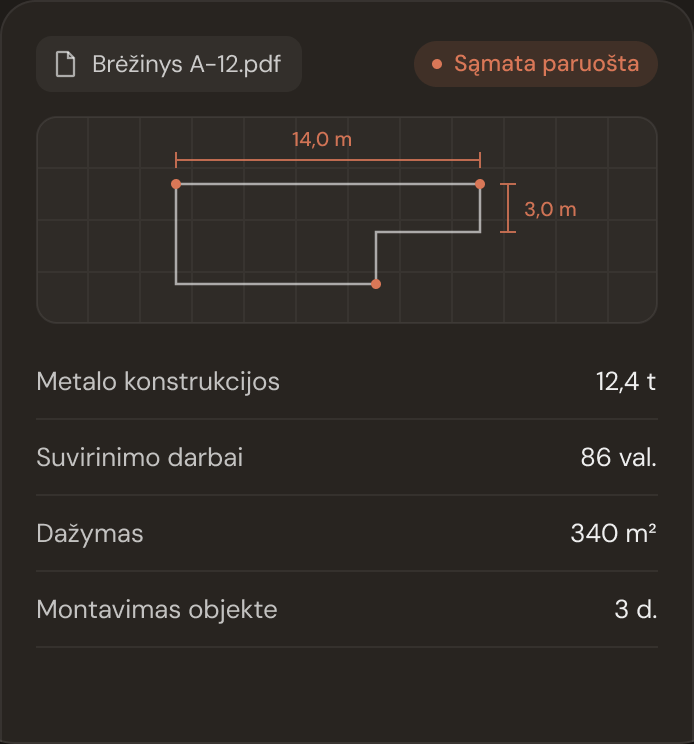 Brėžinys A-12.pdf
Sąmata paruošta
14,0 m
3,0 m
Metalo konstrukcijos 12,4 t
Suvirinimo darbai 86 val.
Dažymas 340 m²
Montavimas objekte 3 d.